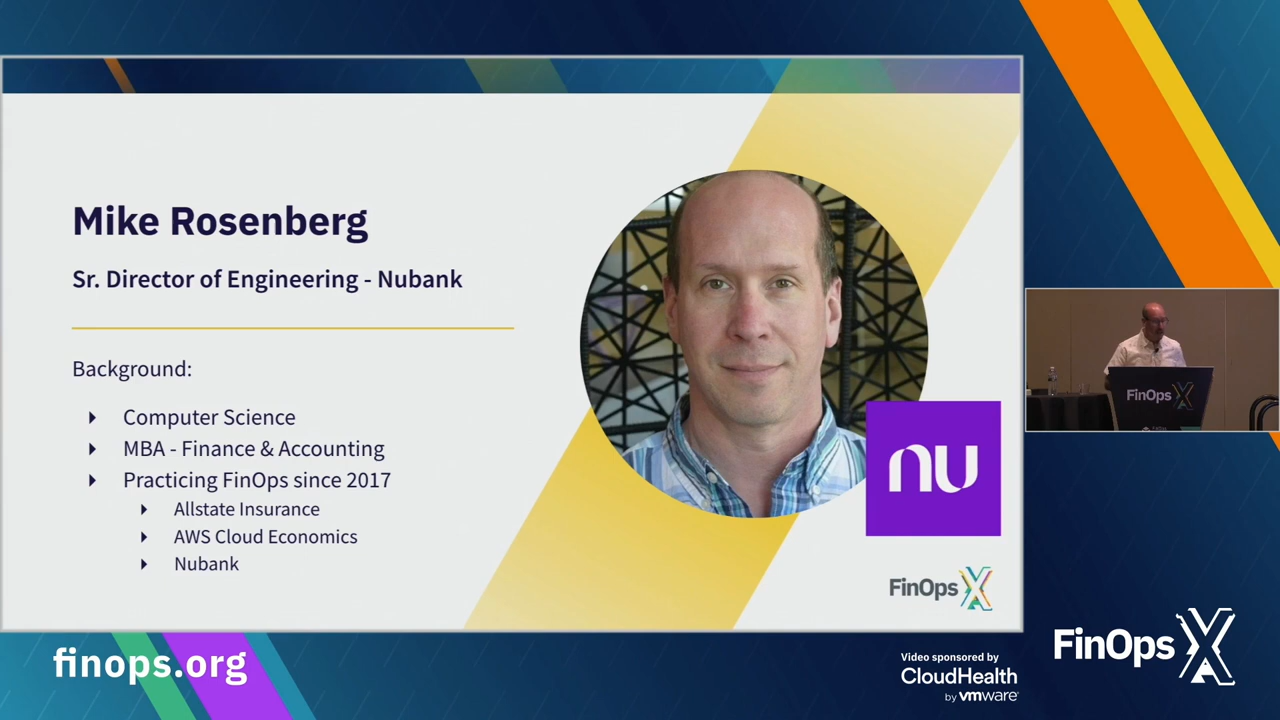 Mike Rosenberg
Sr. Director of Engineering - Nubank
Background:
Computer Science
MBA - Finance & Accounting
Practicing FinOps since 2017
Allstate Insurance
AWS Cloud Economics
Nubank
nu
FinOps X
FinOps X
finops.org
Video sponsored by
CloudHealth
by vmware
FinOps X